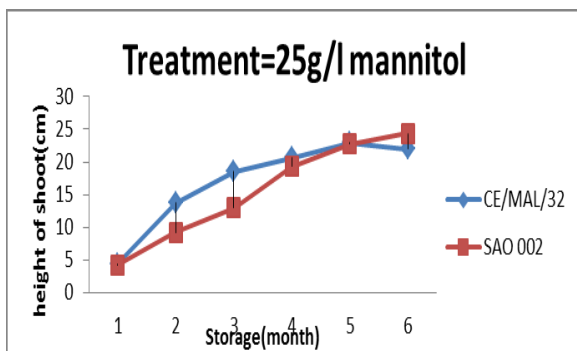 Treatment=25g/l mannitol
height of shoot(cm)
30
25
20
15
10
5
0
1 2 3 4 5 6
Storage(month)
CE/MAL/32
SAO 002